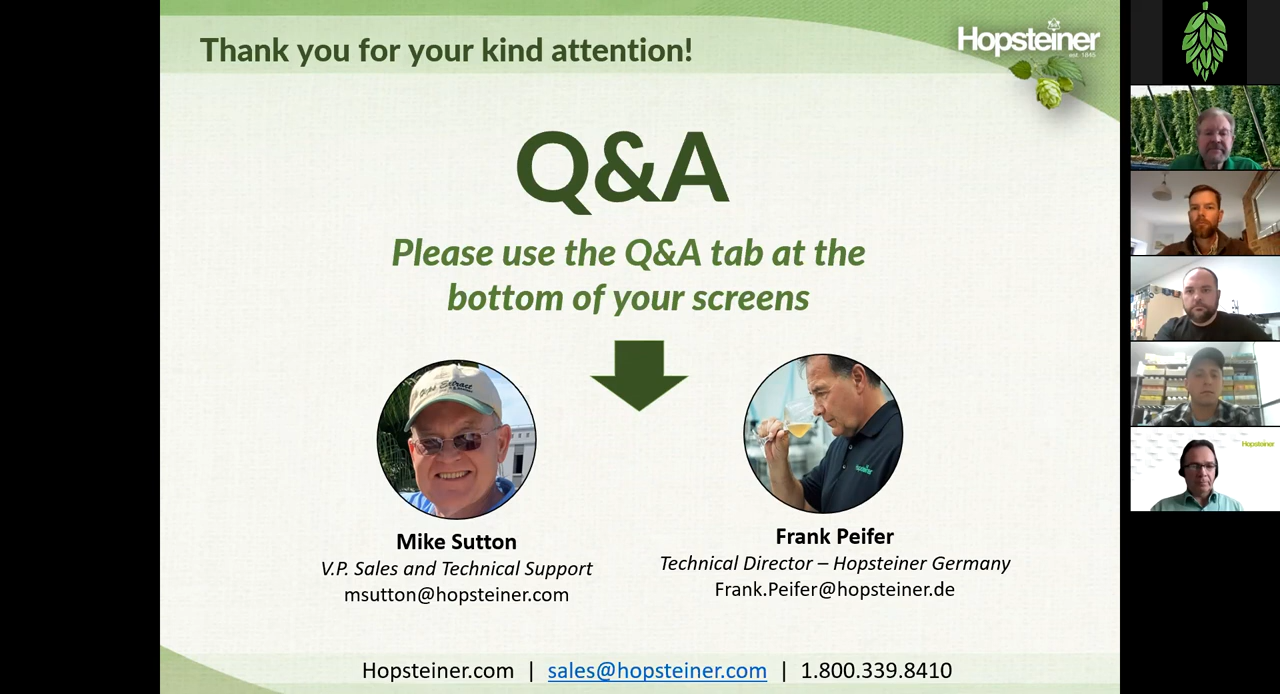 Thank you for your kind attention!
Hopsteiner
est. 1845
Q&A
Please use the Q&A tab at the
bottom of your screens
Mike Sutton
V.P. Sales and Technical Support
msutton@hopsteiner.com
Frank Peifer
Technical Director – Hopsteiner Germany
Frank.Peifer@hopsteiner.de
Hopsteiner.com | sales@hopsteiner.com | 1.800.339.8410
Hopsteiner
Hopsteiner